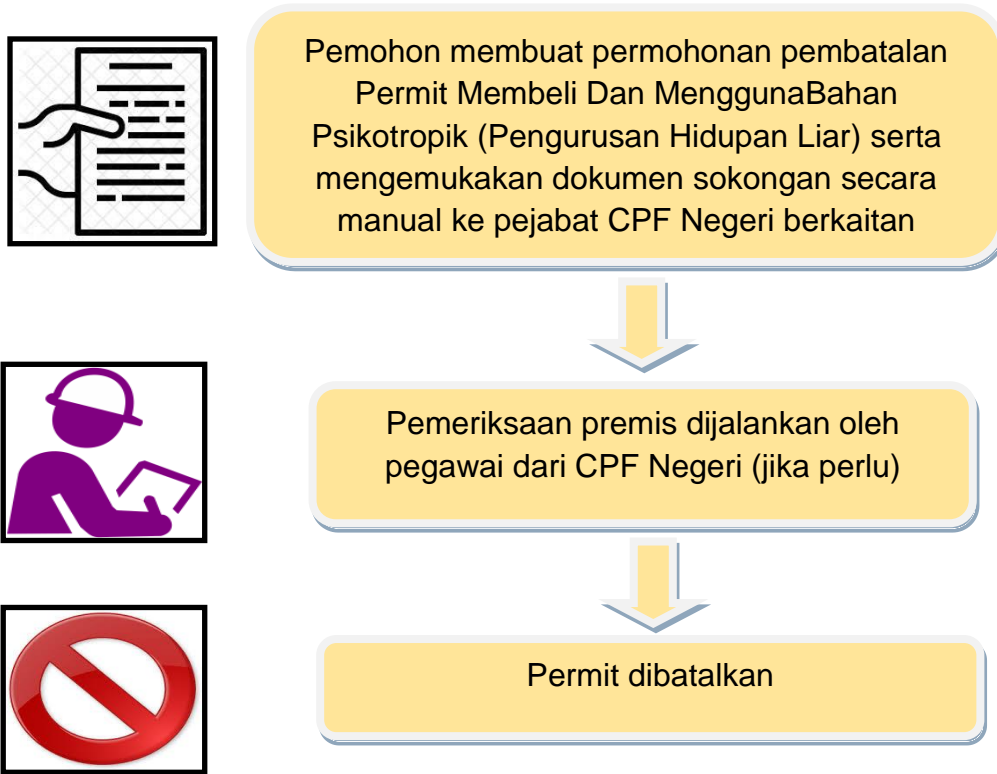 Pemohon membuat permohonan pembatalan
Permit Membeli Dan MenggunaBahan
Psikotropik (Pengurusan Hidupan Liar) serta
mengemukakan dokumen sokongan secara
manual ke pejabat CPF Negeri berkaitan
Pemeriksaan premis dijalankan oleh
pegawai dari CPF Negeri (jika perlu)
Permit dibatalkan